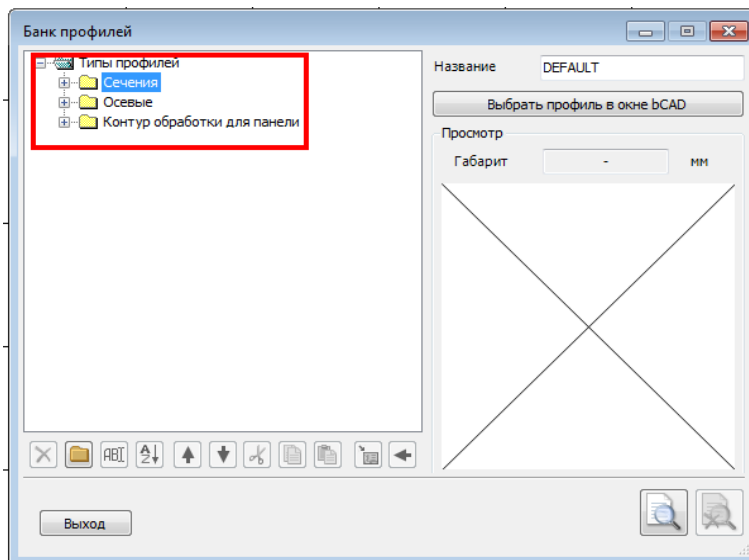 Банк профилей
Типы профилей
Сечения
Осевые
Контур обработки для панели
Название DEFAULT
Выбрать профиль в окне bCAD
Просмотр
Габарит - мм
ABI
A Z
Выход